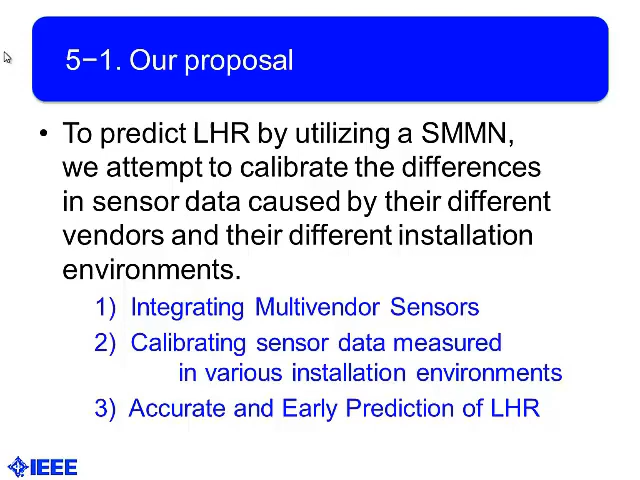 5−1. Our proposal
• To predict LHR by utilizing a SMMN,
we attempt to calibrate the differences
in sensor data caused by their different
vendors and their different installation
environments.
1) Integrating Multivendor Sensors
2) Calibrating sensor data measured
in various installation environments
3) Accurate and Early Prediction of LHR
IEEE